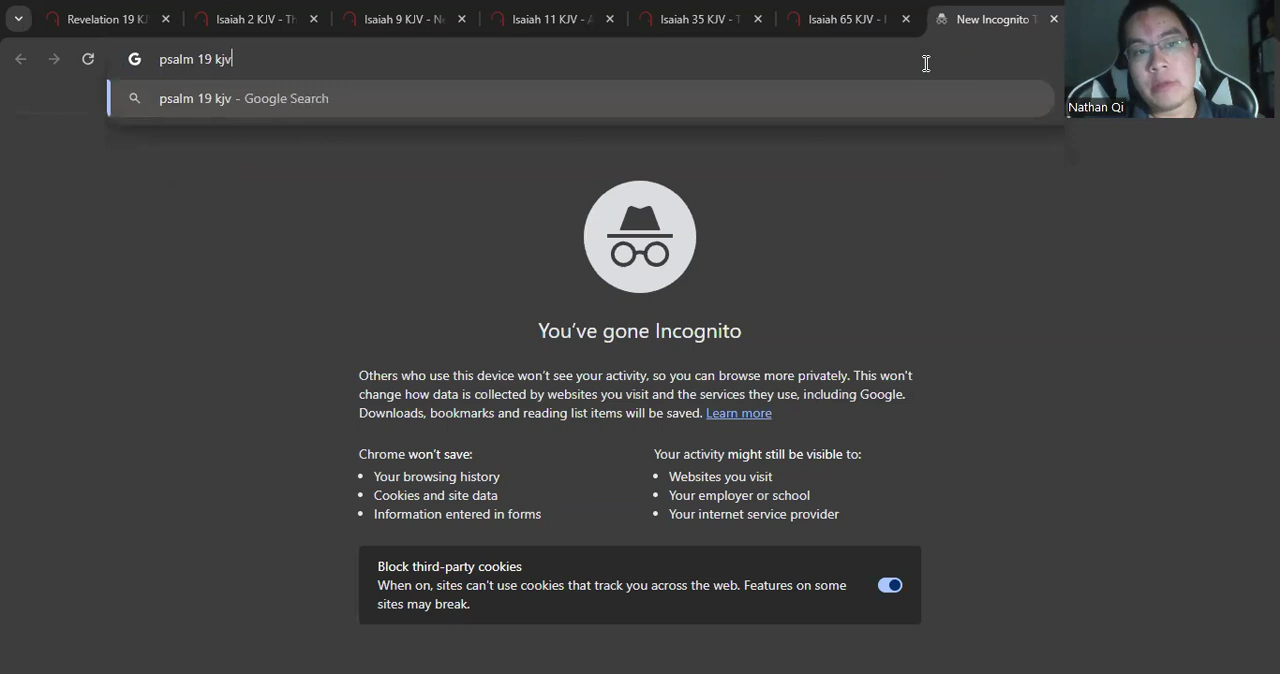 Revelation 19 KJ
Isaiah 2 KJV - Th
Isaiah 9 KJV - N
Isaiah 11 KJV - A
Isaiah 35 KJV - T
Isaiah 65 KJV -
New Incognito T
psalm 19 kjv
psalm 19 kjv - Google Search
Nathan Qi
You've gone Incognito
Others who use this device won't see your activity, so you can browse more privately. This won't
change how data is collected by websites you visit and the services they use, including Google.
Downloads, bookmarks and reading list items will be saved. Learn more
Chrome won't save:
• Your browsing history
• Cookies and site data
• Information entered in forms
Your activity might still be visible to:
• Websites you visit
• Your employer or school
• Your internet service provider
Block third-party cookies
When on, sites can't use cookies that track you across the web. Features on some
sites may break.